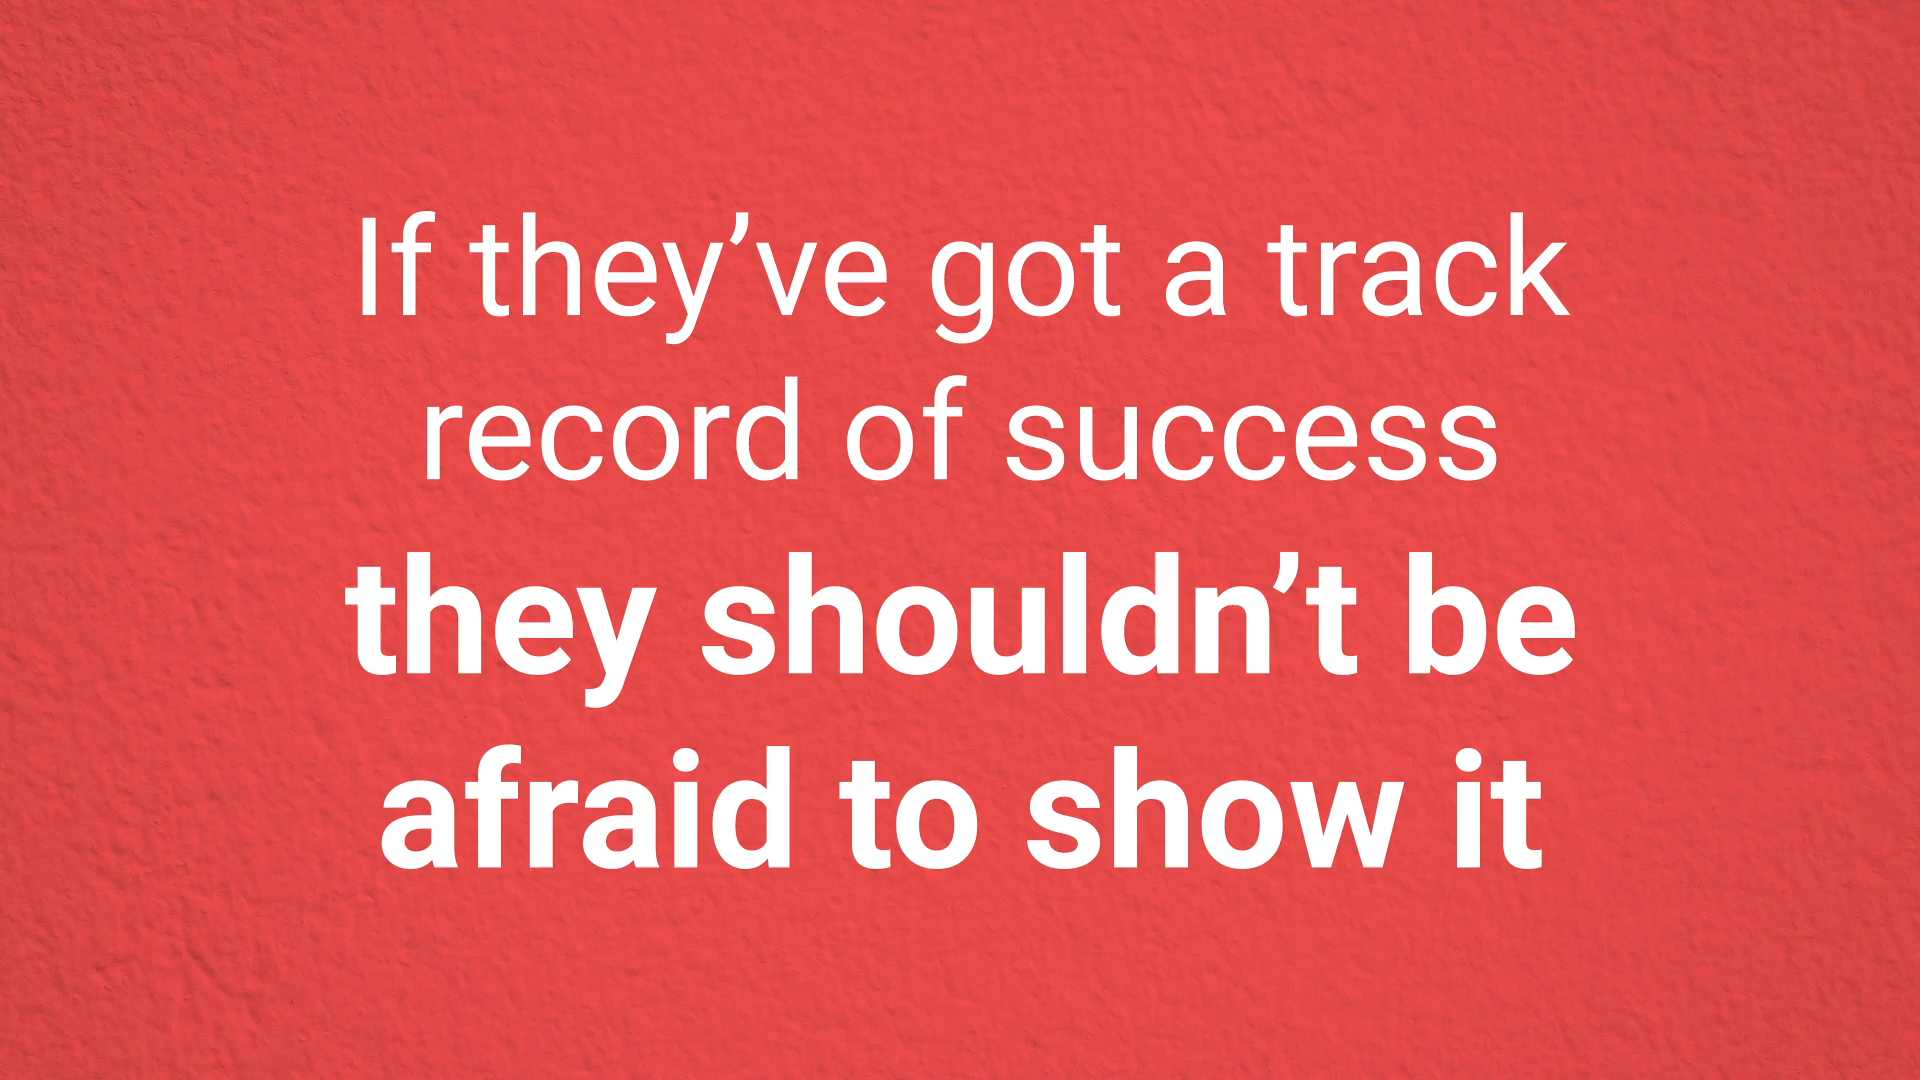 If they’ve got a track
record of success
they shouldn’t be
afraid to show it